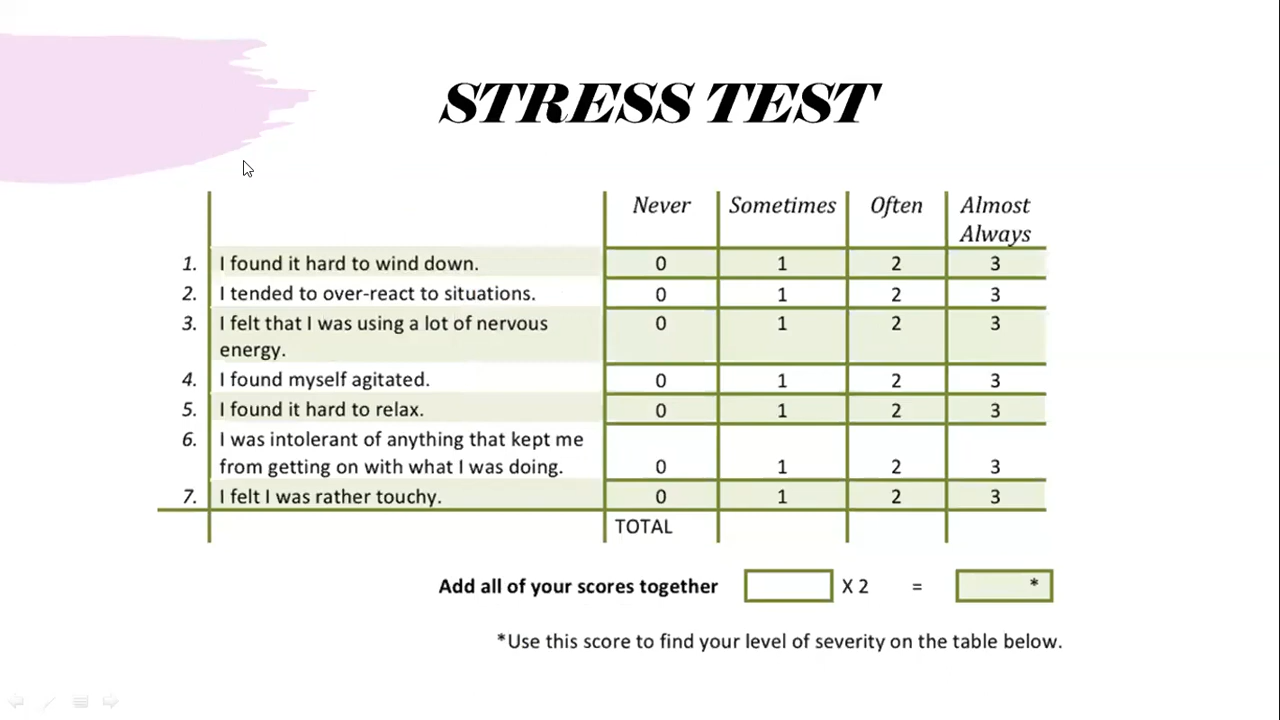 STRESS TEST
Never Sometimes Often Almost
Always
1. I found it hard to wind down. 0 1 2 3
2. I tended to over-react to situations. 0 1 2 3
3. I felt that I was using a lot of nervous 0 1 2 3
energy.
4. I found myself agitated. 0 1 2 3
5. I found it hard to relax. 0 1 2 3
6. I was intolerant of anything that kept me
from getting on with what I was doing. 0 1 2 3
7. I felt I was rather touchy. 0 1 2 3
TOTAL
Add all of your scores together X 2 = *
*Use this score to find your level of severity on the table below.